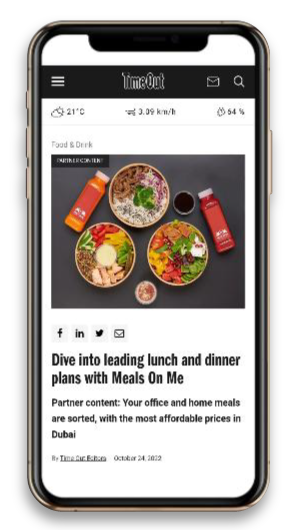 TimeOut
21°C 3.09 km/h 64 %
Food & Drink
PARTNER CONTENT
Dive into leading lunch and dinner
plans with Meals On Me
Partner content: Your office and home meals
are sorted, with the most affordable prices in
Dubai
By Time Out Editors October 24, 2022